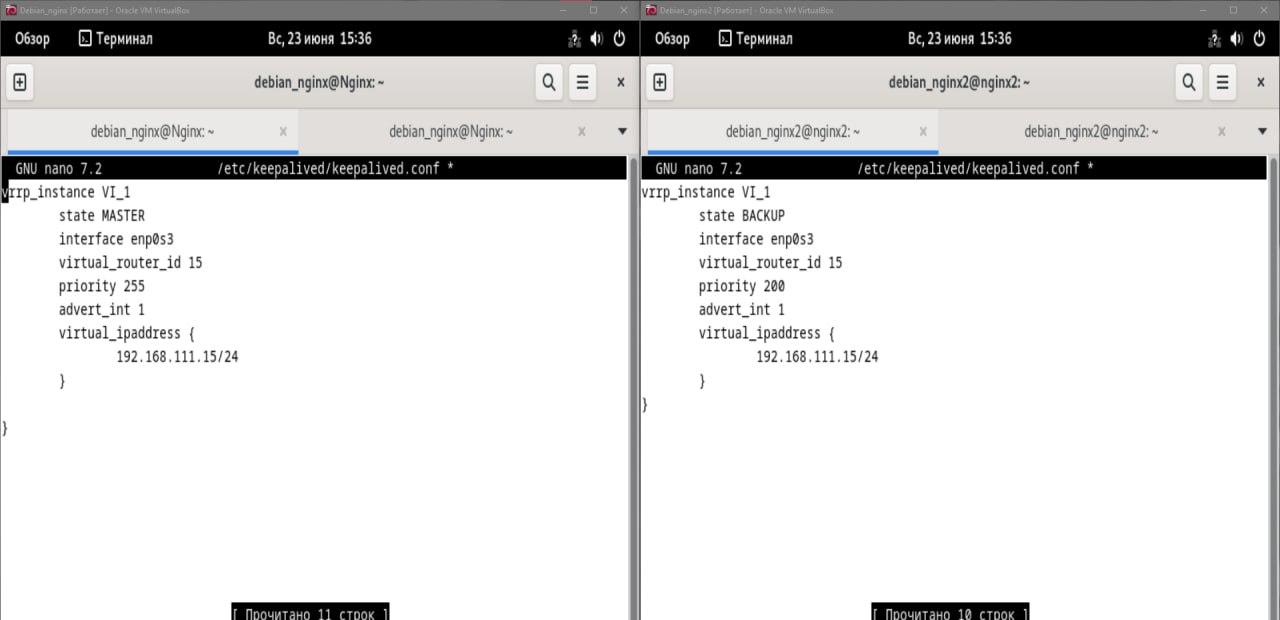 Debian_nginx [Работает] - Oracle VM VirtualBox
Обзор Терминал Вс, 23 июня 15:36
debian_nginx@Nginx: ~
debian_nginx@Nginx: ~ debian_nginx@Nginx: ~
GNU nano 7.2 /etc/keepalived/keepalived.conf *
vrrp_instance VI_1
state MASTER
interface enp0s3
virtual_router_id 15
priority 255
advert_int 1
virtual_ipaddress {
192.168.111.15/24
}
}
[ Прочитано 11 строк ]
Debian_nginx2 [Работает] - Oracle VM VirtualBox
Обзор Терминал Вс, 23 июня 15:36
debian_nginx2@nginx2: ~
debian_nginx2@nginx2: ~ debian_nginx2@nginx2: ~
GNU nano 7.2 /etc/keepalived/keepalived.conf *
vrrp_instance VI_1
state BACKUP
interface enp0s3
virtual_router_id 15
priority 200
advert_int 1
virtual_ipaddress {
192.168.111.15/24
}
}
[ Прочитано 10 строк ]